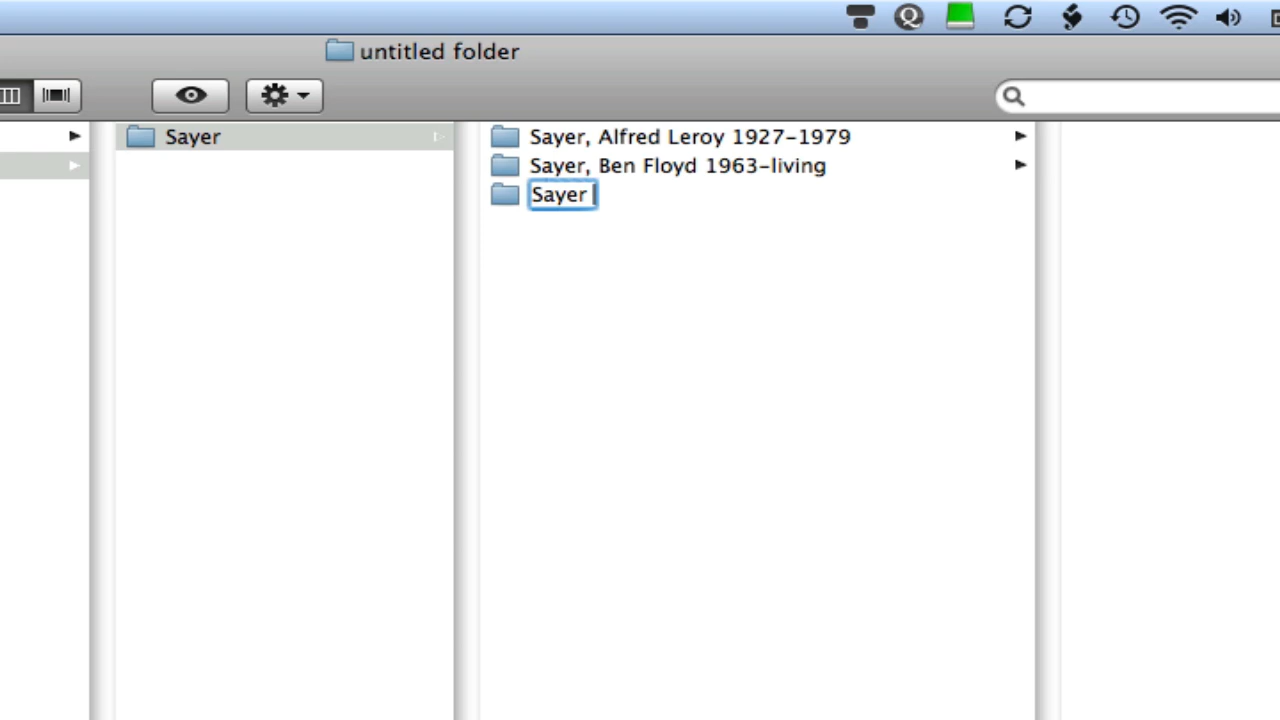 untitled folder
Sayer
Sayer, Alfred Leroy 1927-1979
Sayer, Ben Floyd 1963-living
Sayer